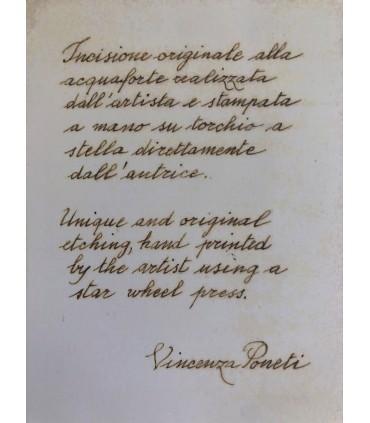 Incisione originale alla
acquaforte realizzata
dall'artista e stampata
a mano su torchio a
stella direttamente
dall'autrice.
Unique and original
etching, hand printed
by the artist using a
star wheel press.
Vincenza Poneti